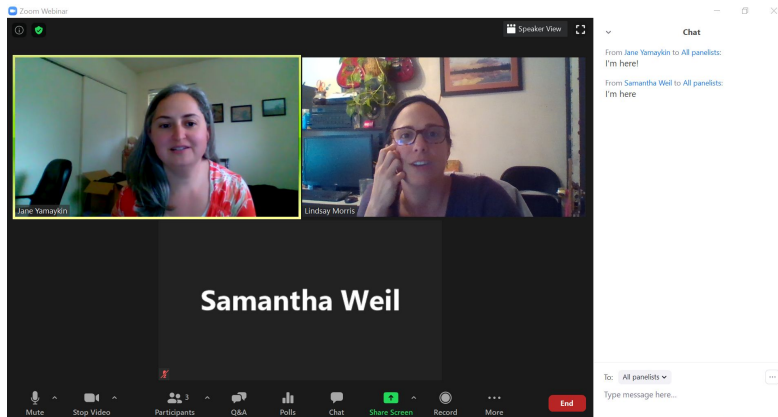 Zoom Webinar
Speaker View
Jane Yamaykin
Lindsay Morris
Samantha Weil
Mute
Stop Video
Participants
3
Q&A
Polls
Chat
Share Screen
Record
More
End
Chat
From Jane Yamaykin to All panelists:
I'm here!
From Samantha Weil to All panelists:
I'm here
To: All panelists
Type message here...